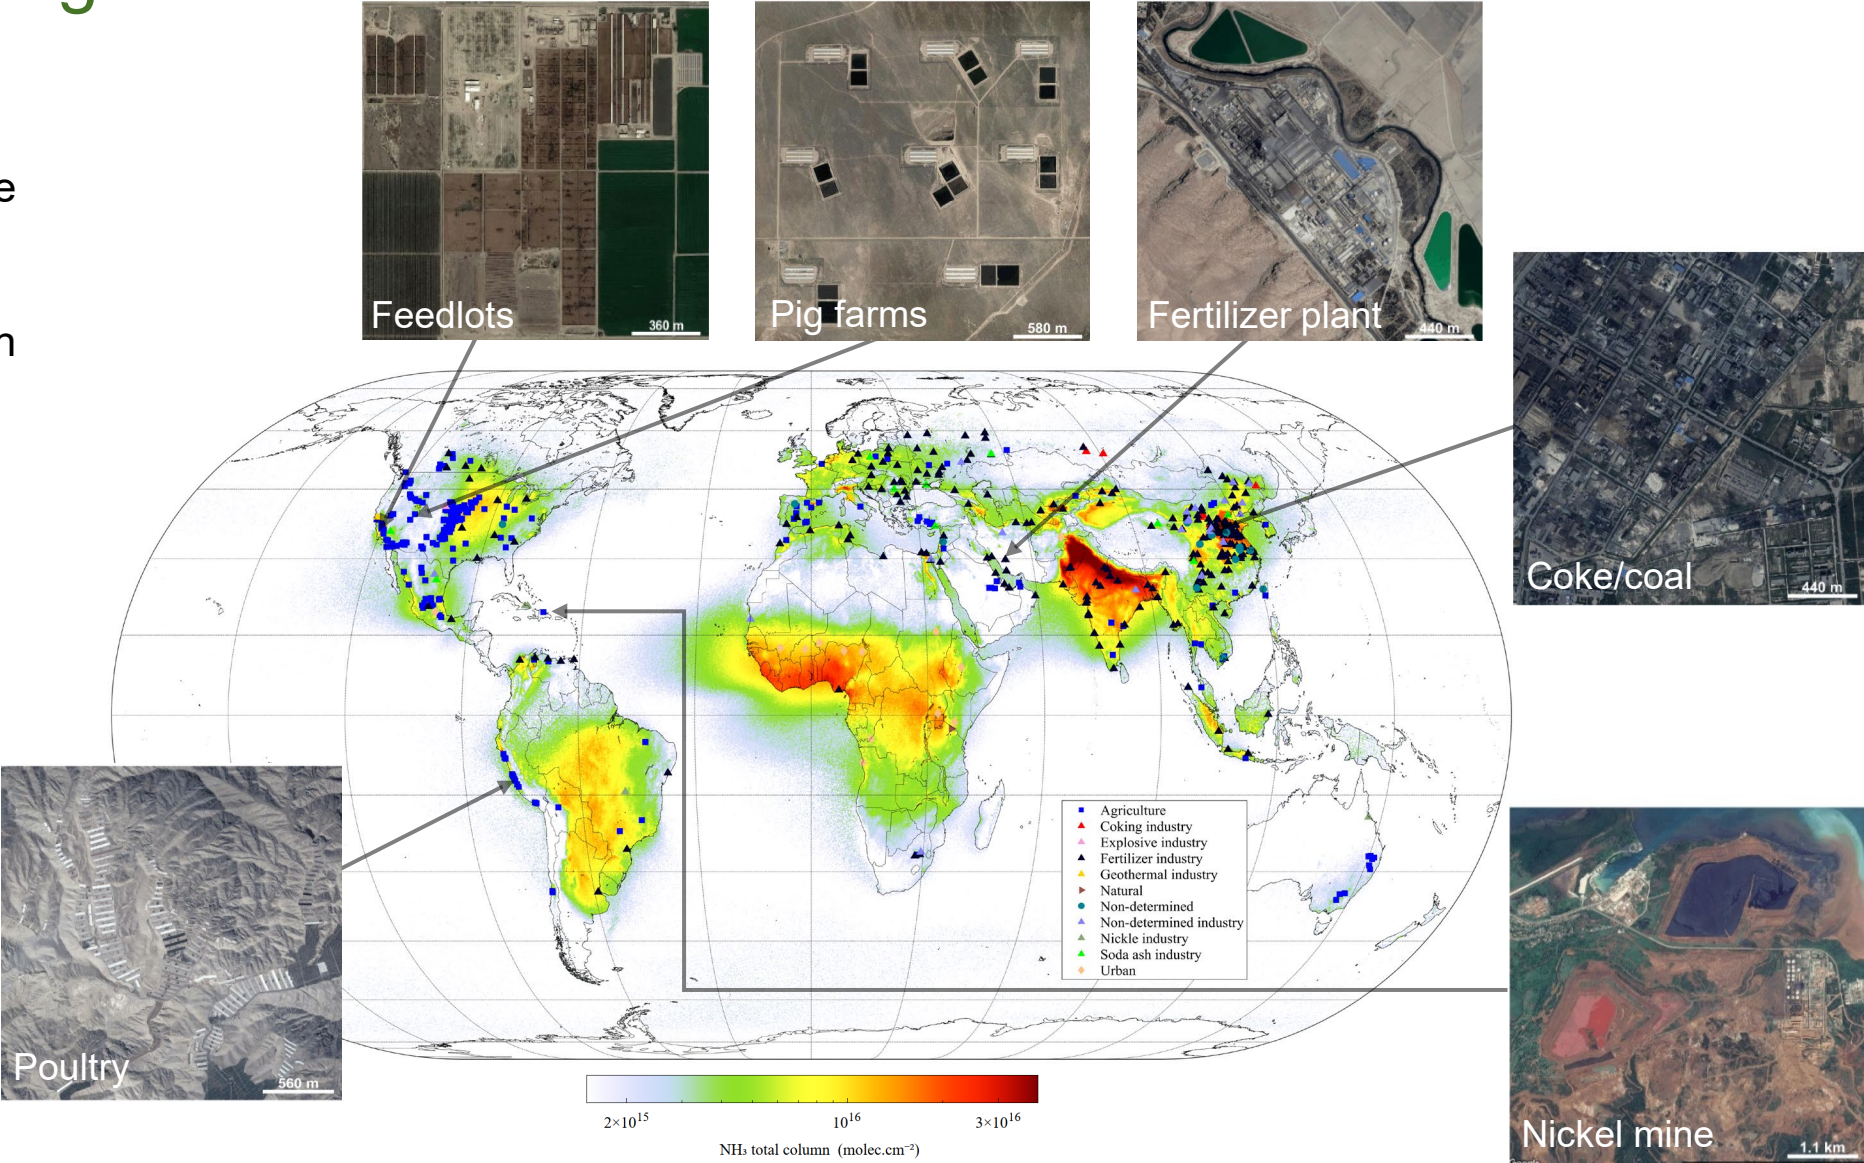 g
e
n
Feedlots
360 m
Pig farms
580 m
Fertilizer plant
440 m
Coke/coal
440 m
Agriculture
Coking industry
Explosive industry
Fertilizer industry
Geothermal industry
Natural
Non-determined
Non-determined industry
Nickle industry
Soda ash industry
Urban
Poultry
560 m
Nickel mine
1.1 km
2×10¹⁵
10¹⁶
3×10¹⁶
NH₃ total column (molec.cm⁻²)